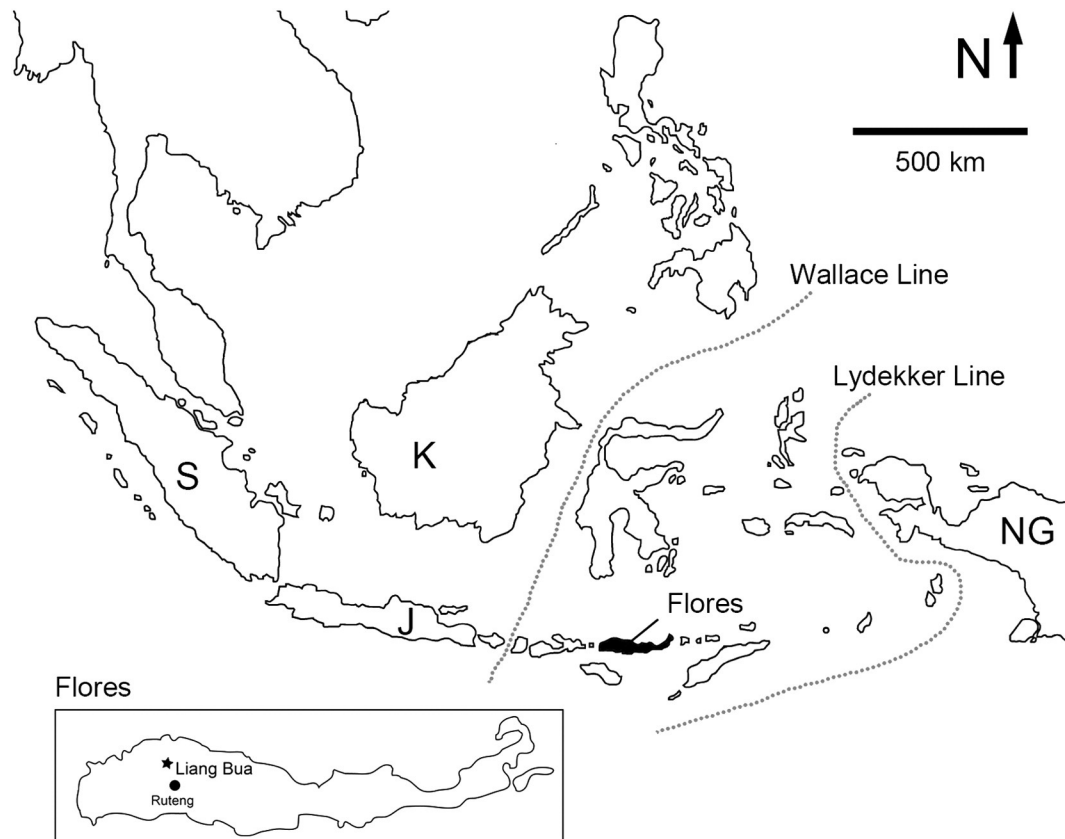 N
500 km
Wallace Line
Lydekker Line
K
S
NG
Flores
J
Flores
Liang Bua
Ruteng